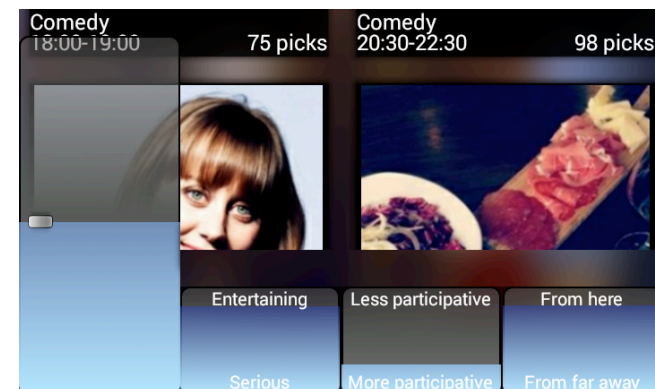 Comedy
18:00-19:00 75 picks
Comedy
20:30-22:30 98 picks
Entertaining
Less participative
From here
Serious
More participative
From far away